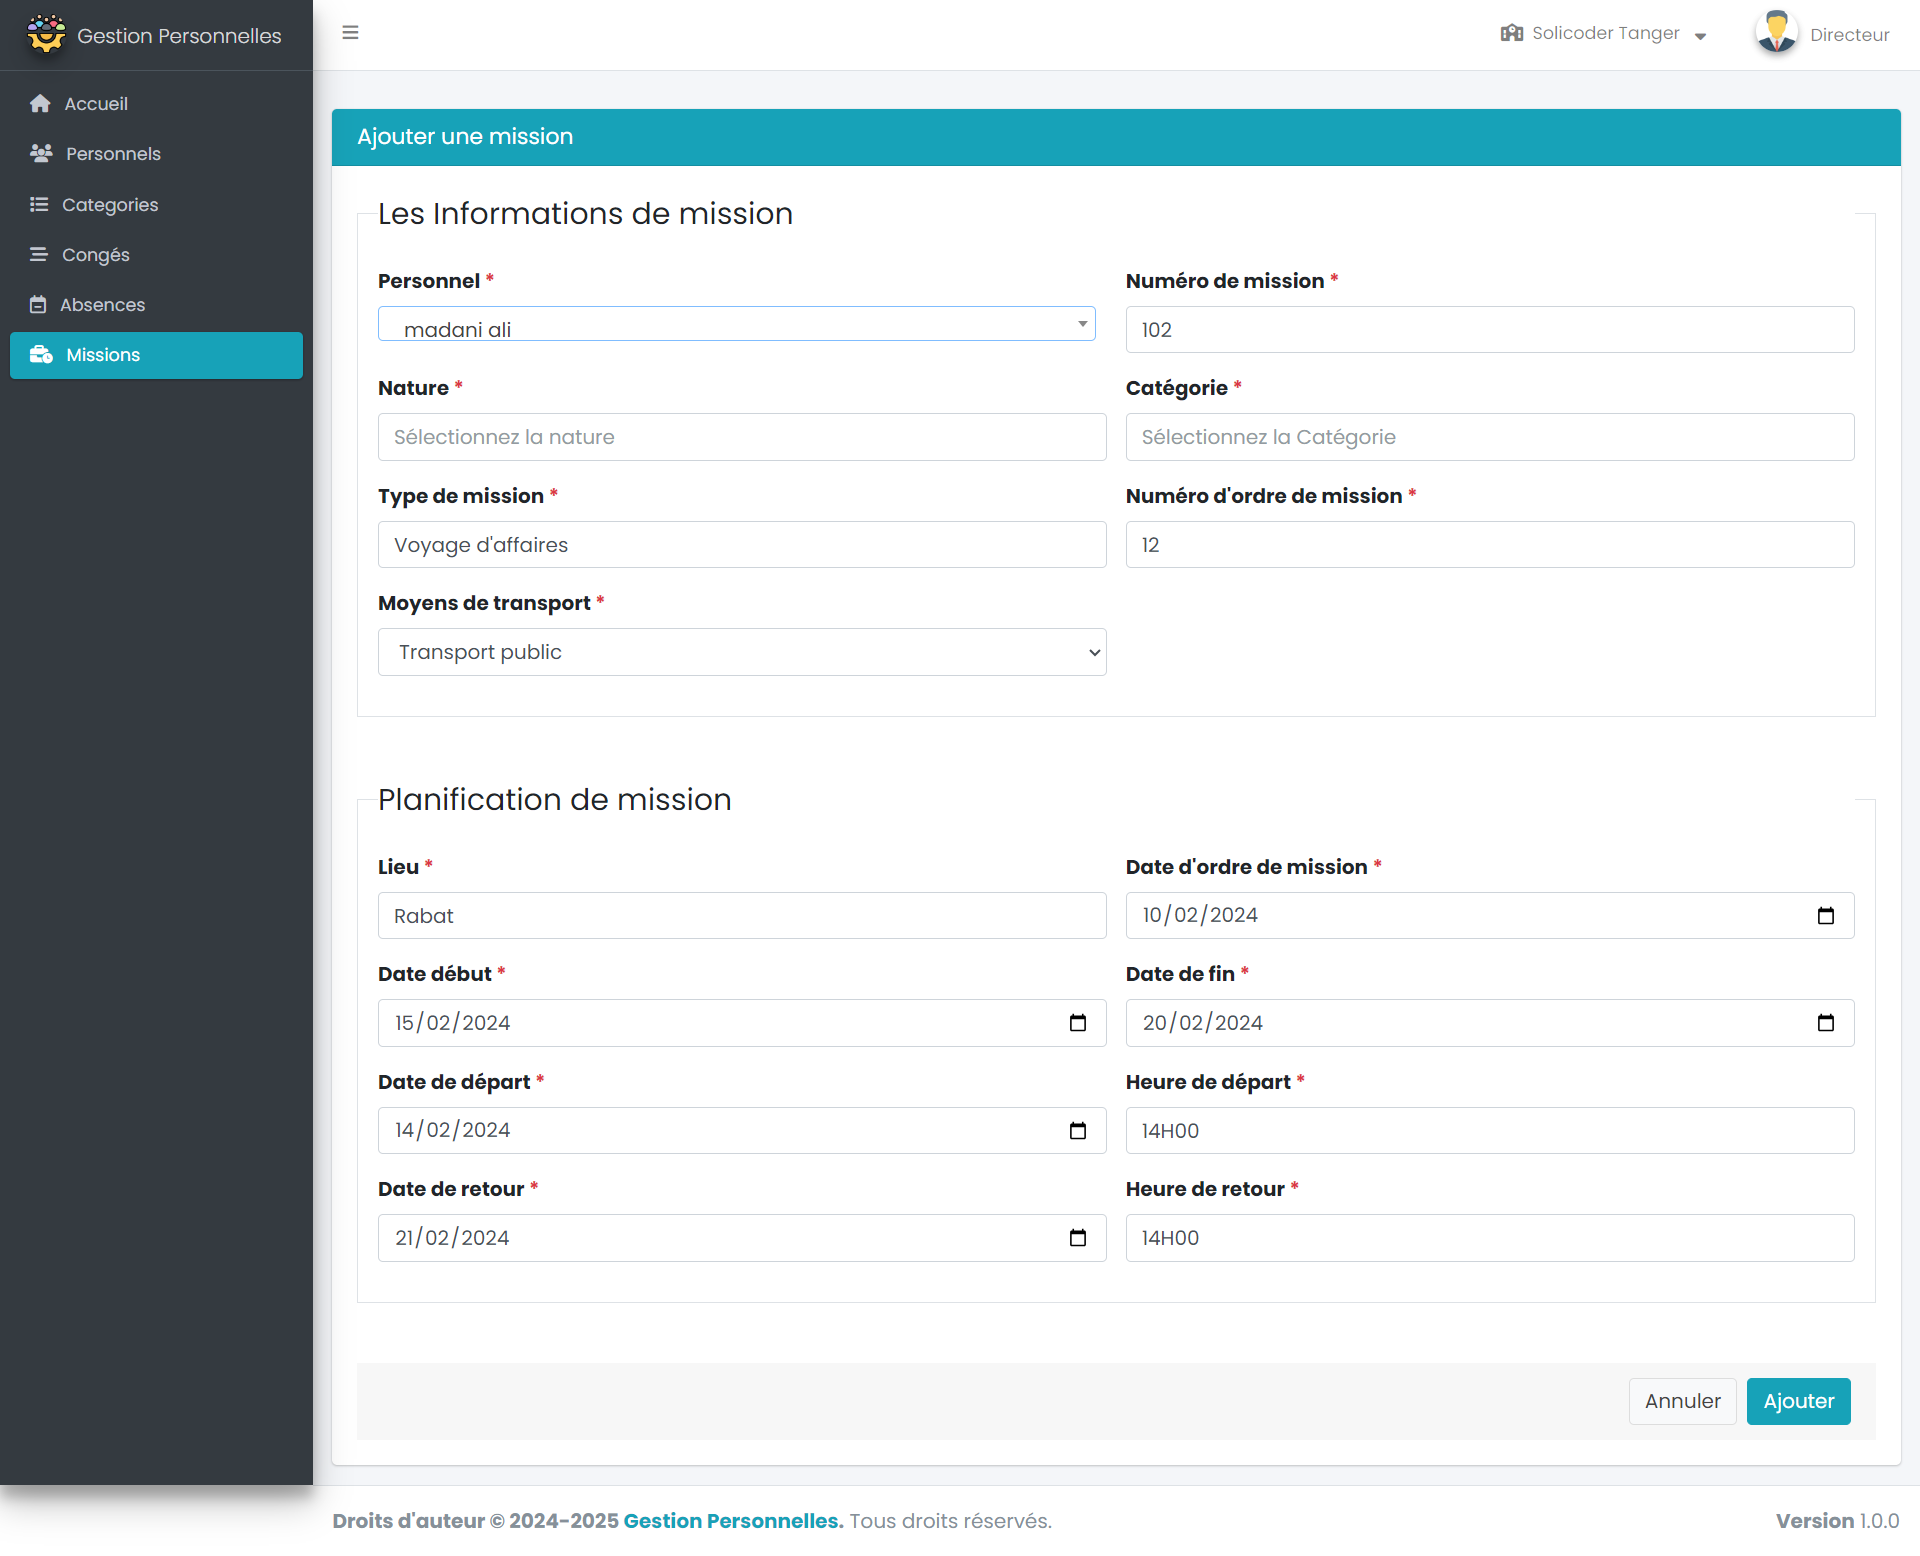 Gestion Personnelles
Solicoder Tanger
Directeur
Accueil
Personnels
Categories
Congés
Absences
Missions
Ajouter une mission
Les Informations de mission
Personnel *
Numéro de mission *
madani ali
102
Nature *
Catégorie *
Sélectionnez la nature
Sélectionnez la Catégorie
Type de mission *
Numéro d'ordre de mission *
Voyage d'affaires
12
Moyens de transport *
Transport public
Planification de mission
Lieu *
Date d'ordre de mission *
Rabat
10/02/2024
Date début *
Date de fin *
15/02/2024
20/02/2024
Date de départ *
Heure de départ *
14/02/2024
14H00
Date de retour *
Heure de retour *
21/02/2024
14H00
Annuler
Ajouter
Droits d'auteur © 2024-2025 Gestion Personnelles. Tous droits réservés.
Version 1.0.0